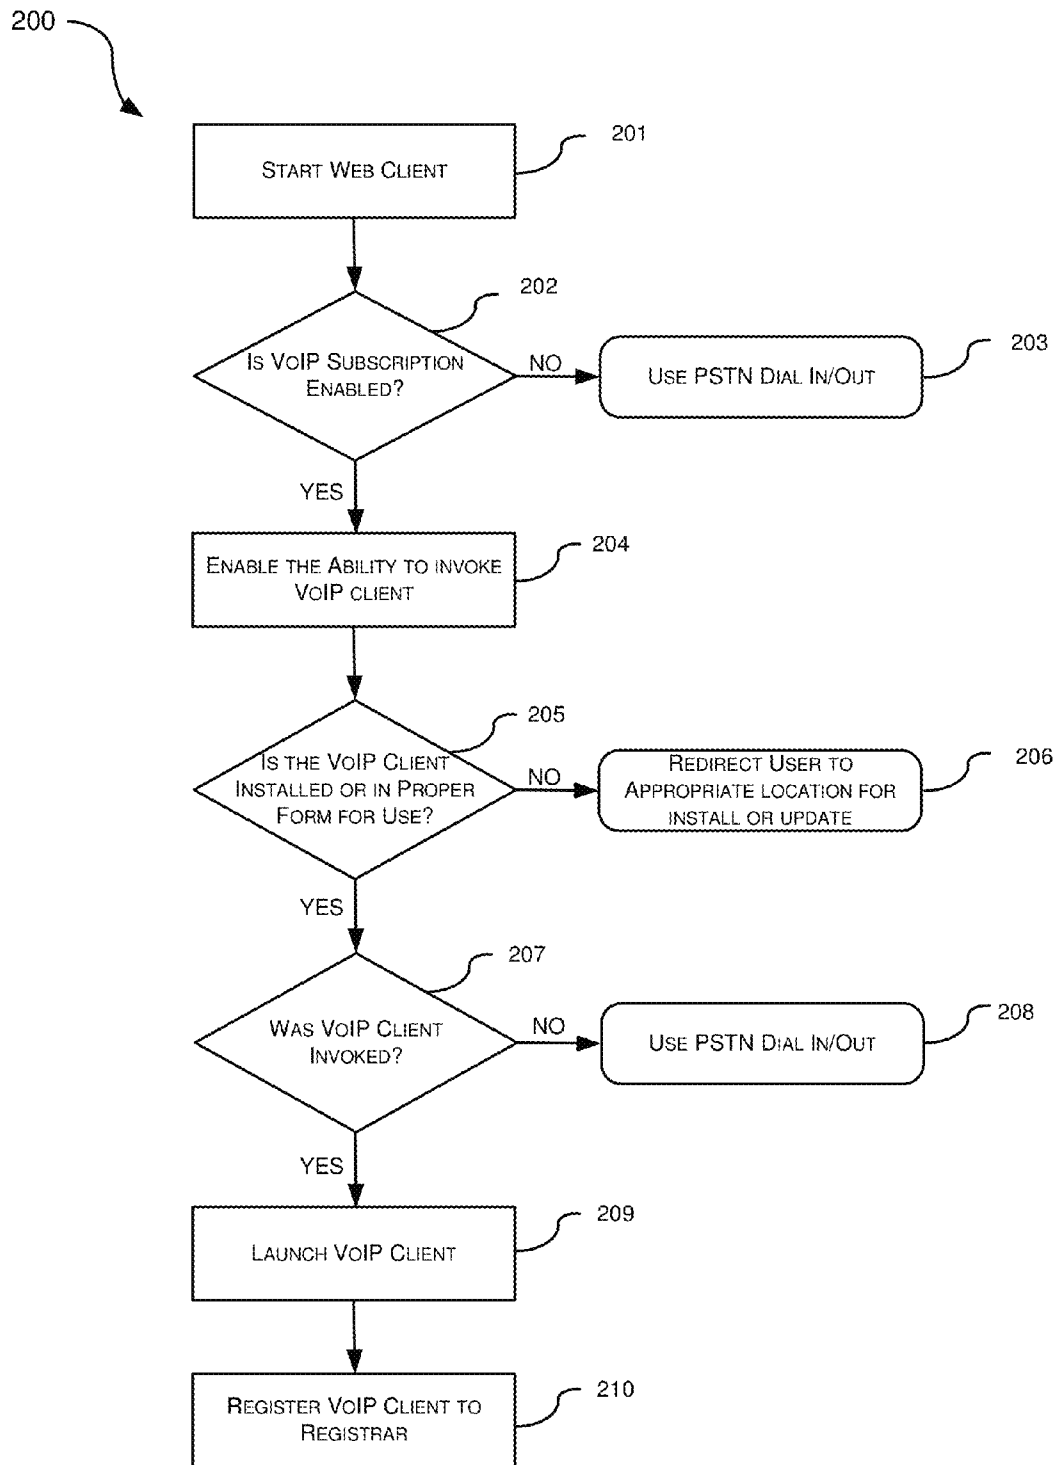 200
201
START WEB CLIENT
202
IS VOIP SUBSCRIPTION
ENABLED?
NO
203
USE PSTN DIAL IN/OUT
YES
204
ENABLE THE ABILITY TO INVOKE
VOIP CLIENT
205
IS THE VOIP CLIENT
INSTALLED OR IN PROPER
FORM FOR USE?
NO
206
REDIRECT USER TO
APPROPRIATE LOCATION FOR
INSTALL OR UPDATE
YES
207
WAS VOIP CLIENT
INVOKED?
NO
208
USE PSTN DIAL IN/OUT
YES
209
LAUNCH VOIP CLIENT
210
REGISTER VOIP CLIENT TO
REGISTRAR